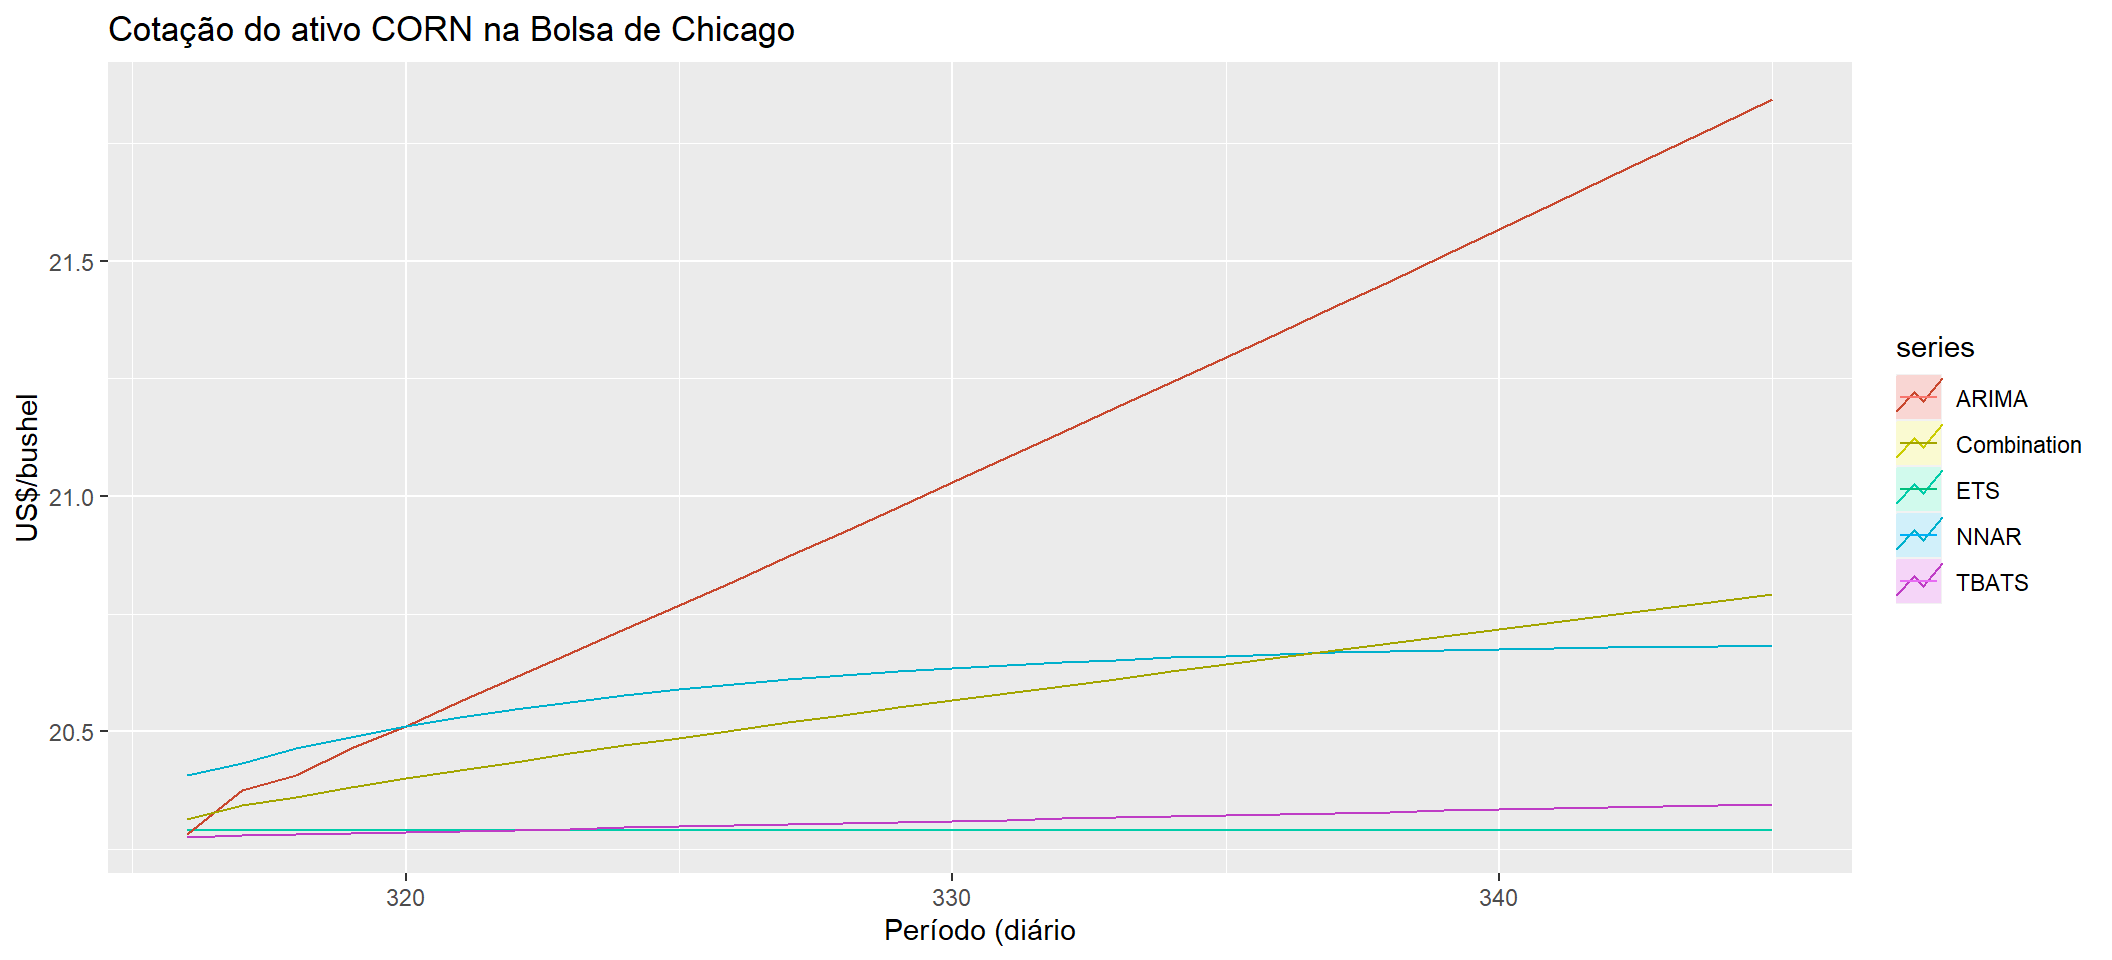 Cotação do ativo CORN na Bolsa de Chicago
US$/bushel
21.5
21.0
20.5
320
330
340
Período (diário
series
ARIMA
Combination
ETS
NNAR
TBATS